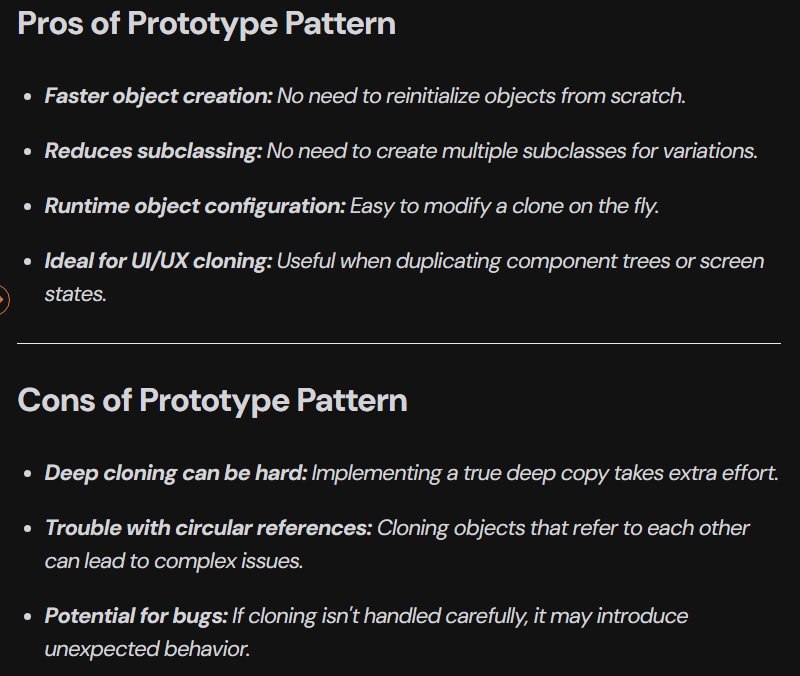 Pros of Prototype Pattern
Faster object creation: No need to reinitialize objects from scratch.
Reduces subclassing: No need to create multiple subclasses for variations.
Runtime object configuration: Easy to modify a clone on the fly.
Ideal for UI/UX cloning: Useful when duplicating component trees or screen
states.
Cons of Prototype Pattern
Deep cloning can be hard: Implementing a true deep copy takes extra effort.
Trouble with circular references: Cloning objects that refer to each other
can lead to complex issues.
Potential for bugs: If cloning isn't handled carefully, it may introduce
unexpected behavior.